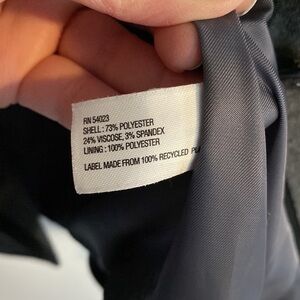 RN 54023
SHELL : 73% POLYESTER
24% VISCOSE, 3% SPANDEX
LINING : 100% POLYESTER
LABEL MADE FROM 100% RECYCLED